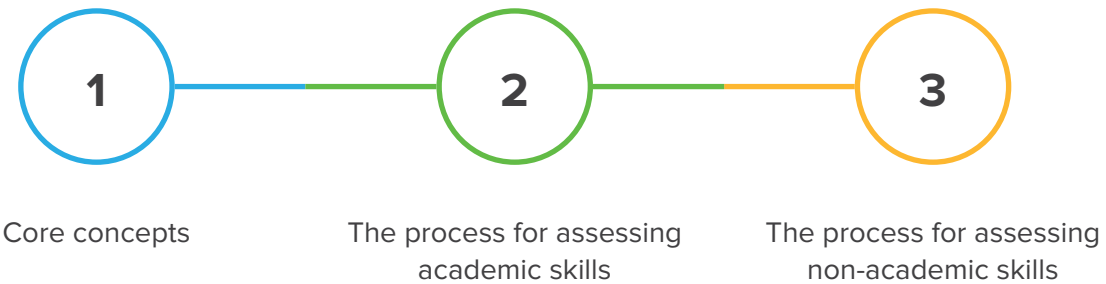 1
2
3
Core concepts
The process for assessing
academic skills
The process for assessing
non-academic skills